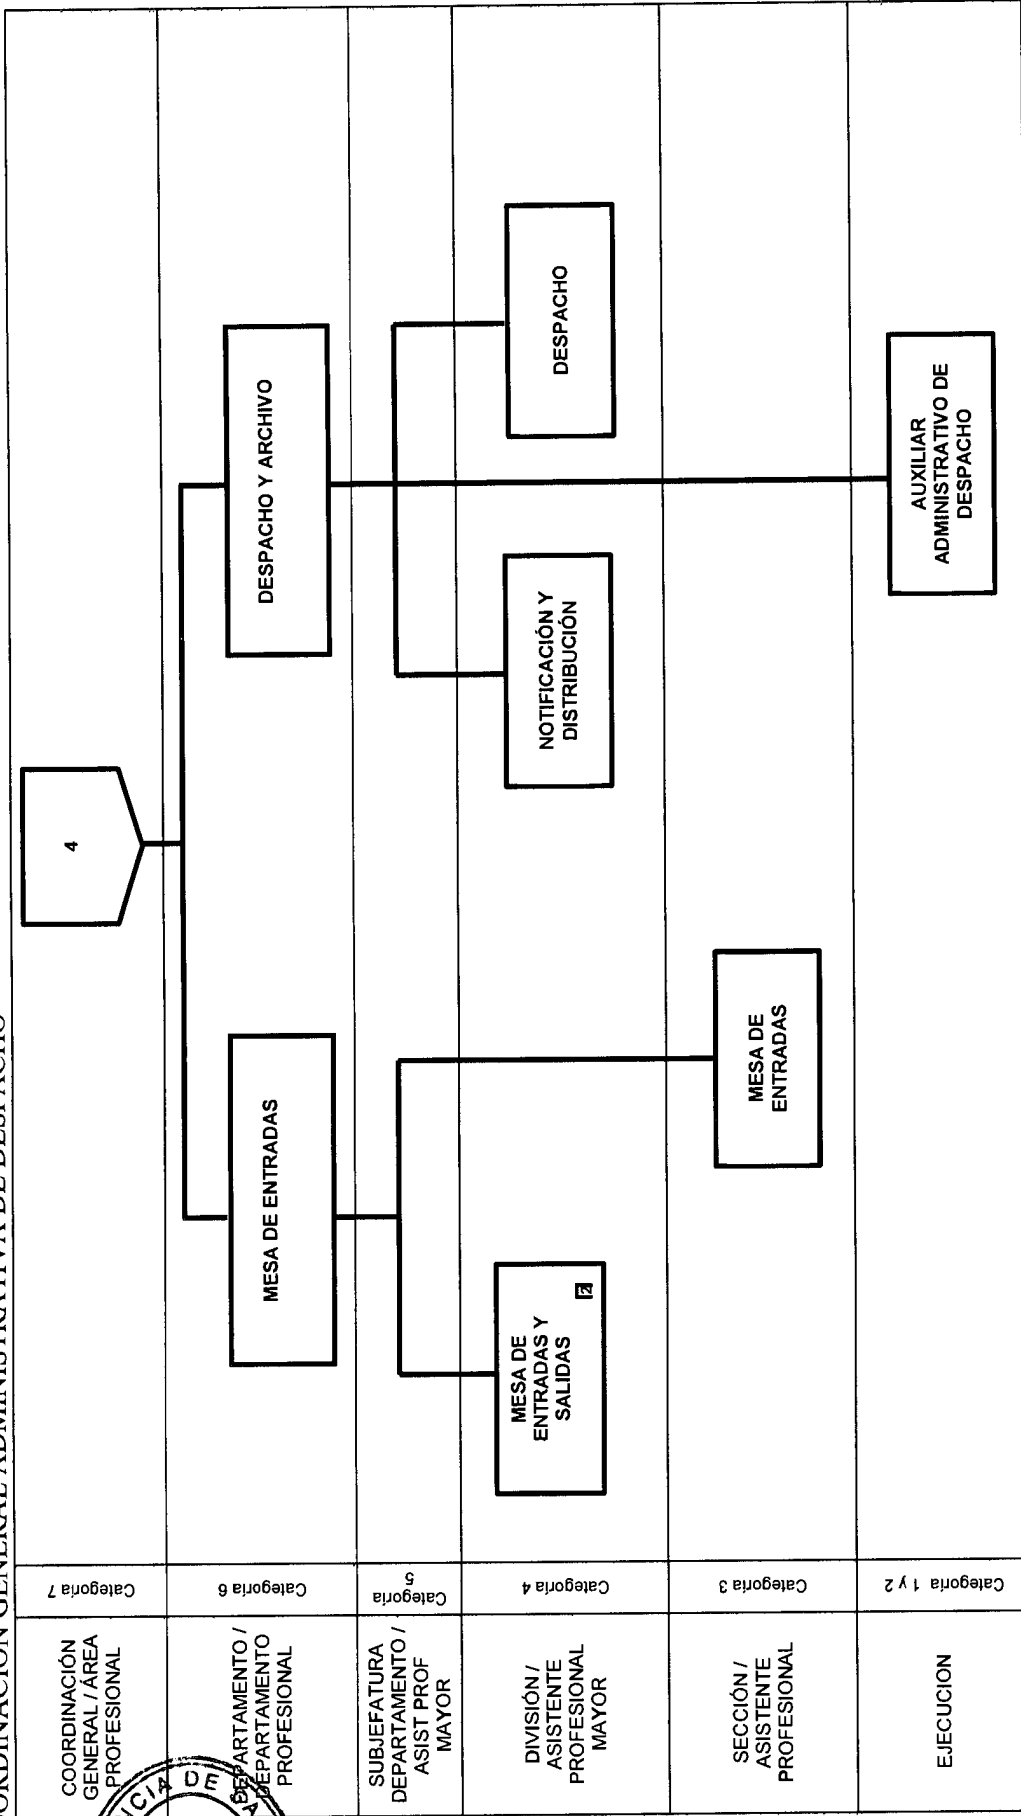 COORDINACIÓN GENERAL ADMINISTRATIVA DE DESPACHO
COORDINACIÓN
GENERAL / ÁREA
PROFESIONAL
Categoría 7
4
DEPARTAMENTO /
DEPARTAMENTO
PROFESIONAL
Categoría 6
MESA DE ENTRADAS
DESPACHO Y ARCHIVO
SUBJEFATURA
DEPARTAMENTO /
ASIST PROF
MAYOR
Categoría
5
DIVISIÓN /
ASISTENTE
PROFESIONAL
MAYOR
Categoría 4
MESA DE
ENTRADAS Y
SALIDAS
2
NOTIFICACIÓN Y
DISTRIBUCIÓN
DESPACHO
SECCIÓN /
ASISTENTE
PROFESIONAL
Categoría 3
MESA DE
ENTRADAS
EJECUCION
Categoría 1 y 2
AUXILIAR
ADMINISTRATIVO DE
DESPACHO